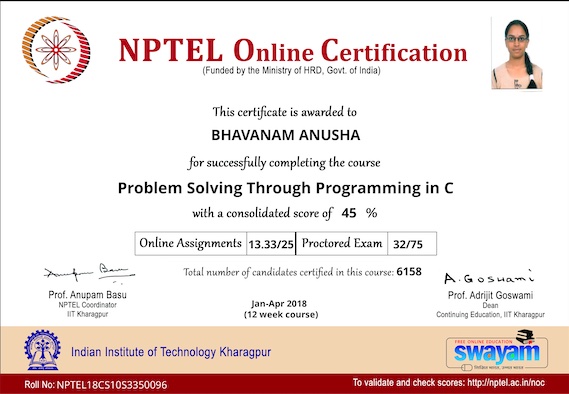 NPTEL Online Certification
(Funded by the Ministry of HRD, Govt. of India)
This certificate is awarded to
BHAVANAM ANUSHA
for successfully completing the course
Problem Solving Through Programming in C
with a consolidated score of 45 %
Online Assignments 13.33/25 Proctored Exam 32/75
Total number of candidates certified in this course: 6158
Anupam Basu
A. Goswami
Prof. Anupam Basu
NPTEL Coordinator
IIT Kharagpur
Jan-Apr 2018
(12 week course)
Prof. Adrijit Goswami
Dean
Continuing Education, IIT Kharagpur
Indian Institute of Technology Kharagpur
FREE ONLINE EDUCATION
swayam
Roll No: NPTEL18CS10S3350096
To validate and check scores: http://nptel.ac.in/noc